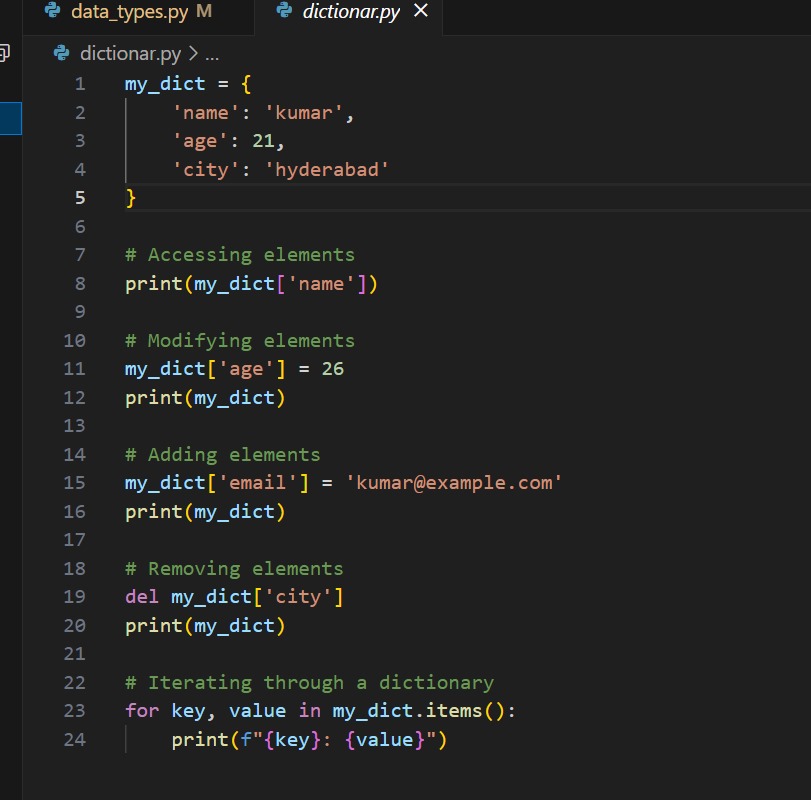 data_types.py M dictionar.py
dictionar.py > ...
1 my_dict = {
2     'name': 'kumar',
3     'age': 21,
4     'city': 'hyderabad'
5 }
6
7 # Accessing elements
8 print(my_dict['name'])
9
10 # Modifying elements
11 my_dict['age'] = 26
12 print(my_dict)
13
14 # Adding elements
15 my_dict['email'] = 'kumar@example.com'
16 print(my_dict)
17
18 # Removing elements
19 del my_dict['city']
20 print(my_dict)
21
22 # Iterating through a dictionary
23 for key, value in my_dict.items():
24     print(f"{key}: {value}")